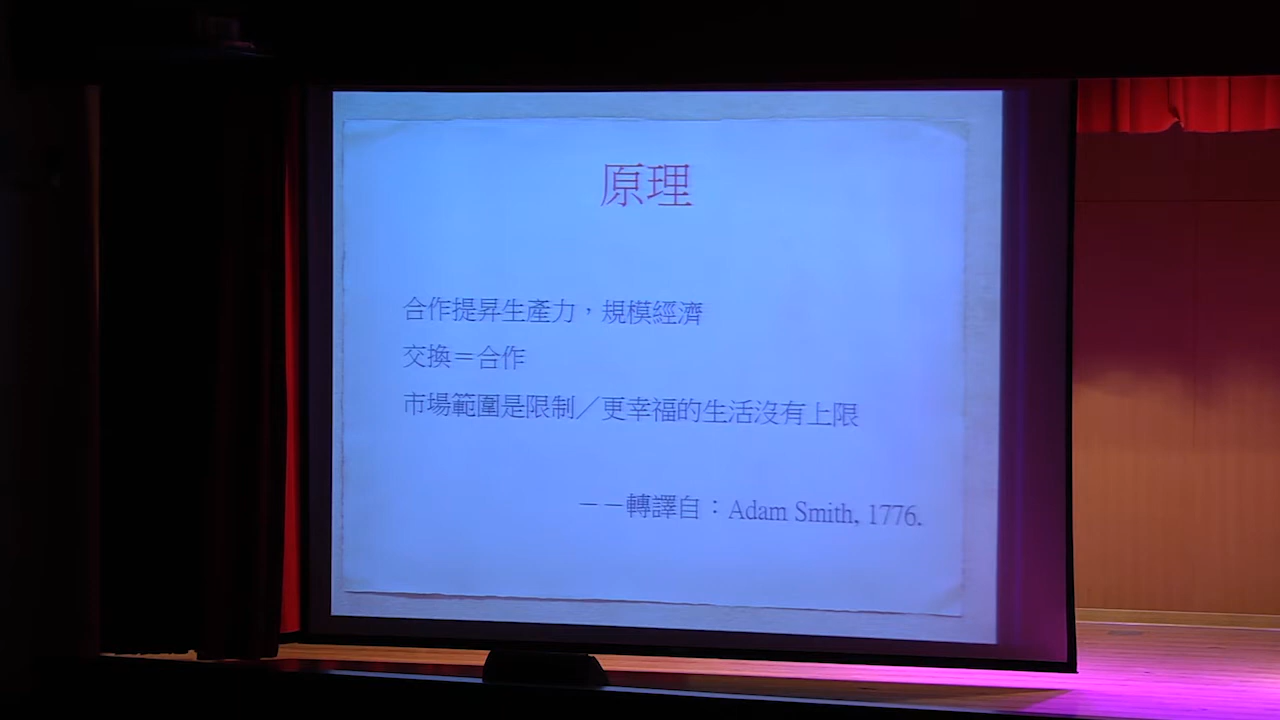 原理
合作提昇生產力，規模經濟
交換＝合作
市場範圍是限制／更幸福的生活沒有上限
－－轉譯自：Adam Smith, 1776.